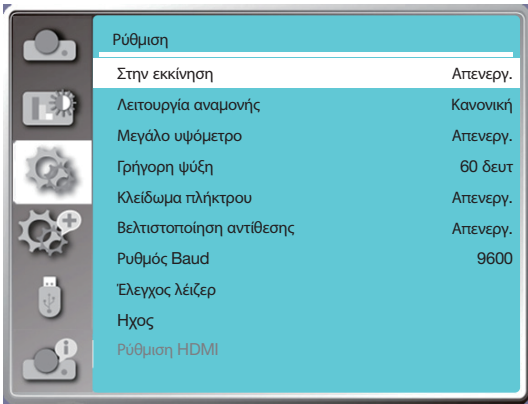 Ρύθμιση
Στην εκκίνηση Απενεργ.
Λειτουργία αναμονής Κανονική
Μεγάλο υψόμετρο Απενεργ.
Γρήγορη ψύξη 60 δευτ
Κλείδωμα πλήκτρου Απενεργ.
Βελτιστοποίηση αντίθεσης Απενεργ.
Ρυθμός Baud 9600
Έλεγχος λέιζερ
Ηχος
Ρύθμιση HDMI